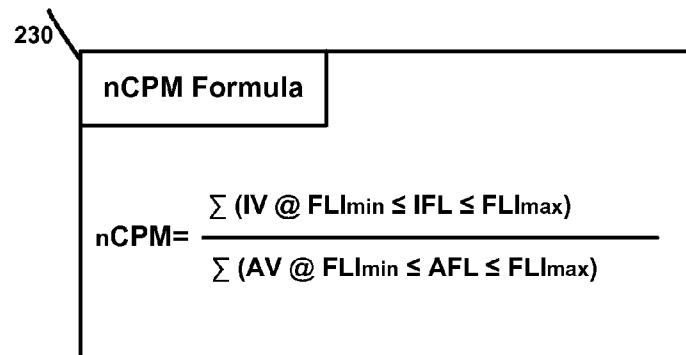 230
nCPM Formula
∑ (IV @ FLImin ≤ IFL ≤ FLImax)
nCPM=
∑ (AV @ FLImin ≤ AFL ≤ FLImax)